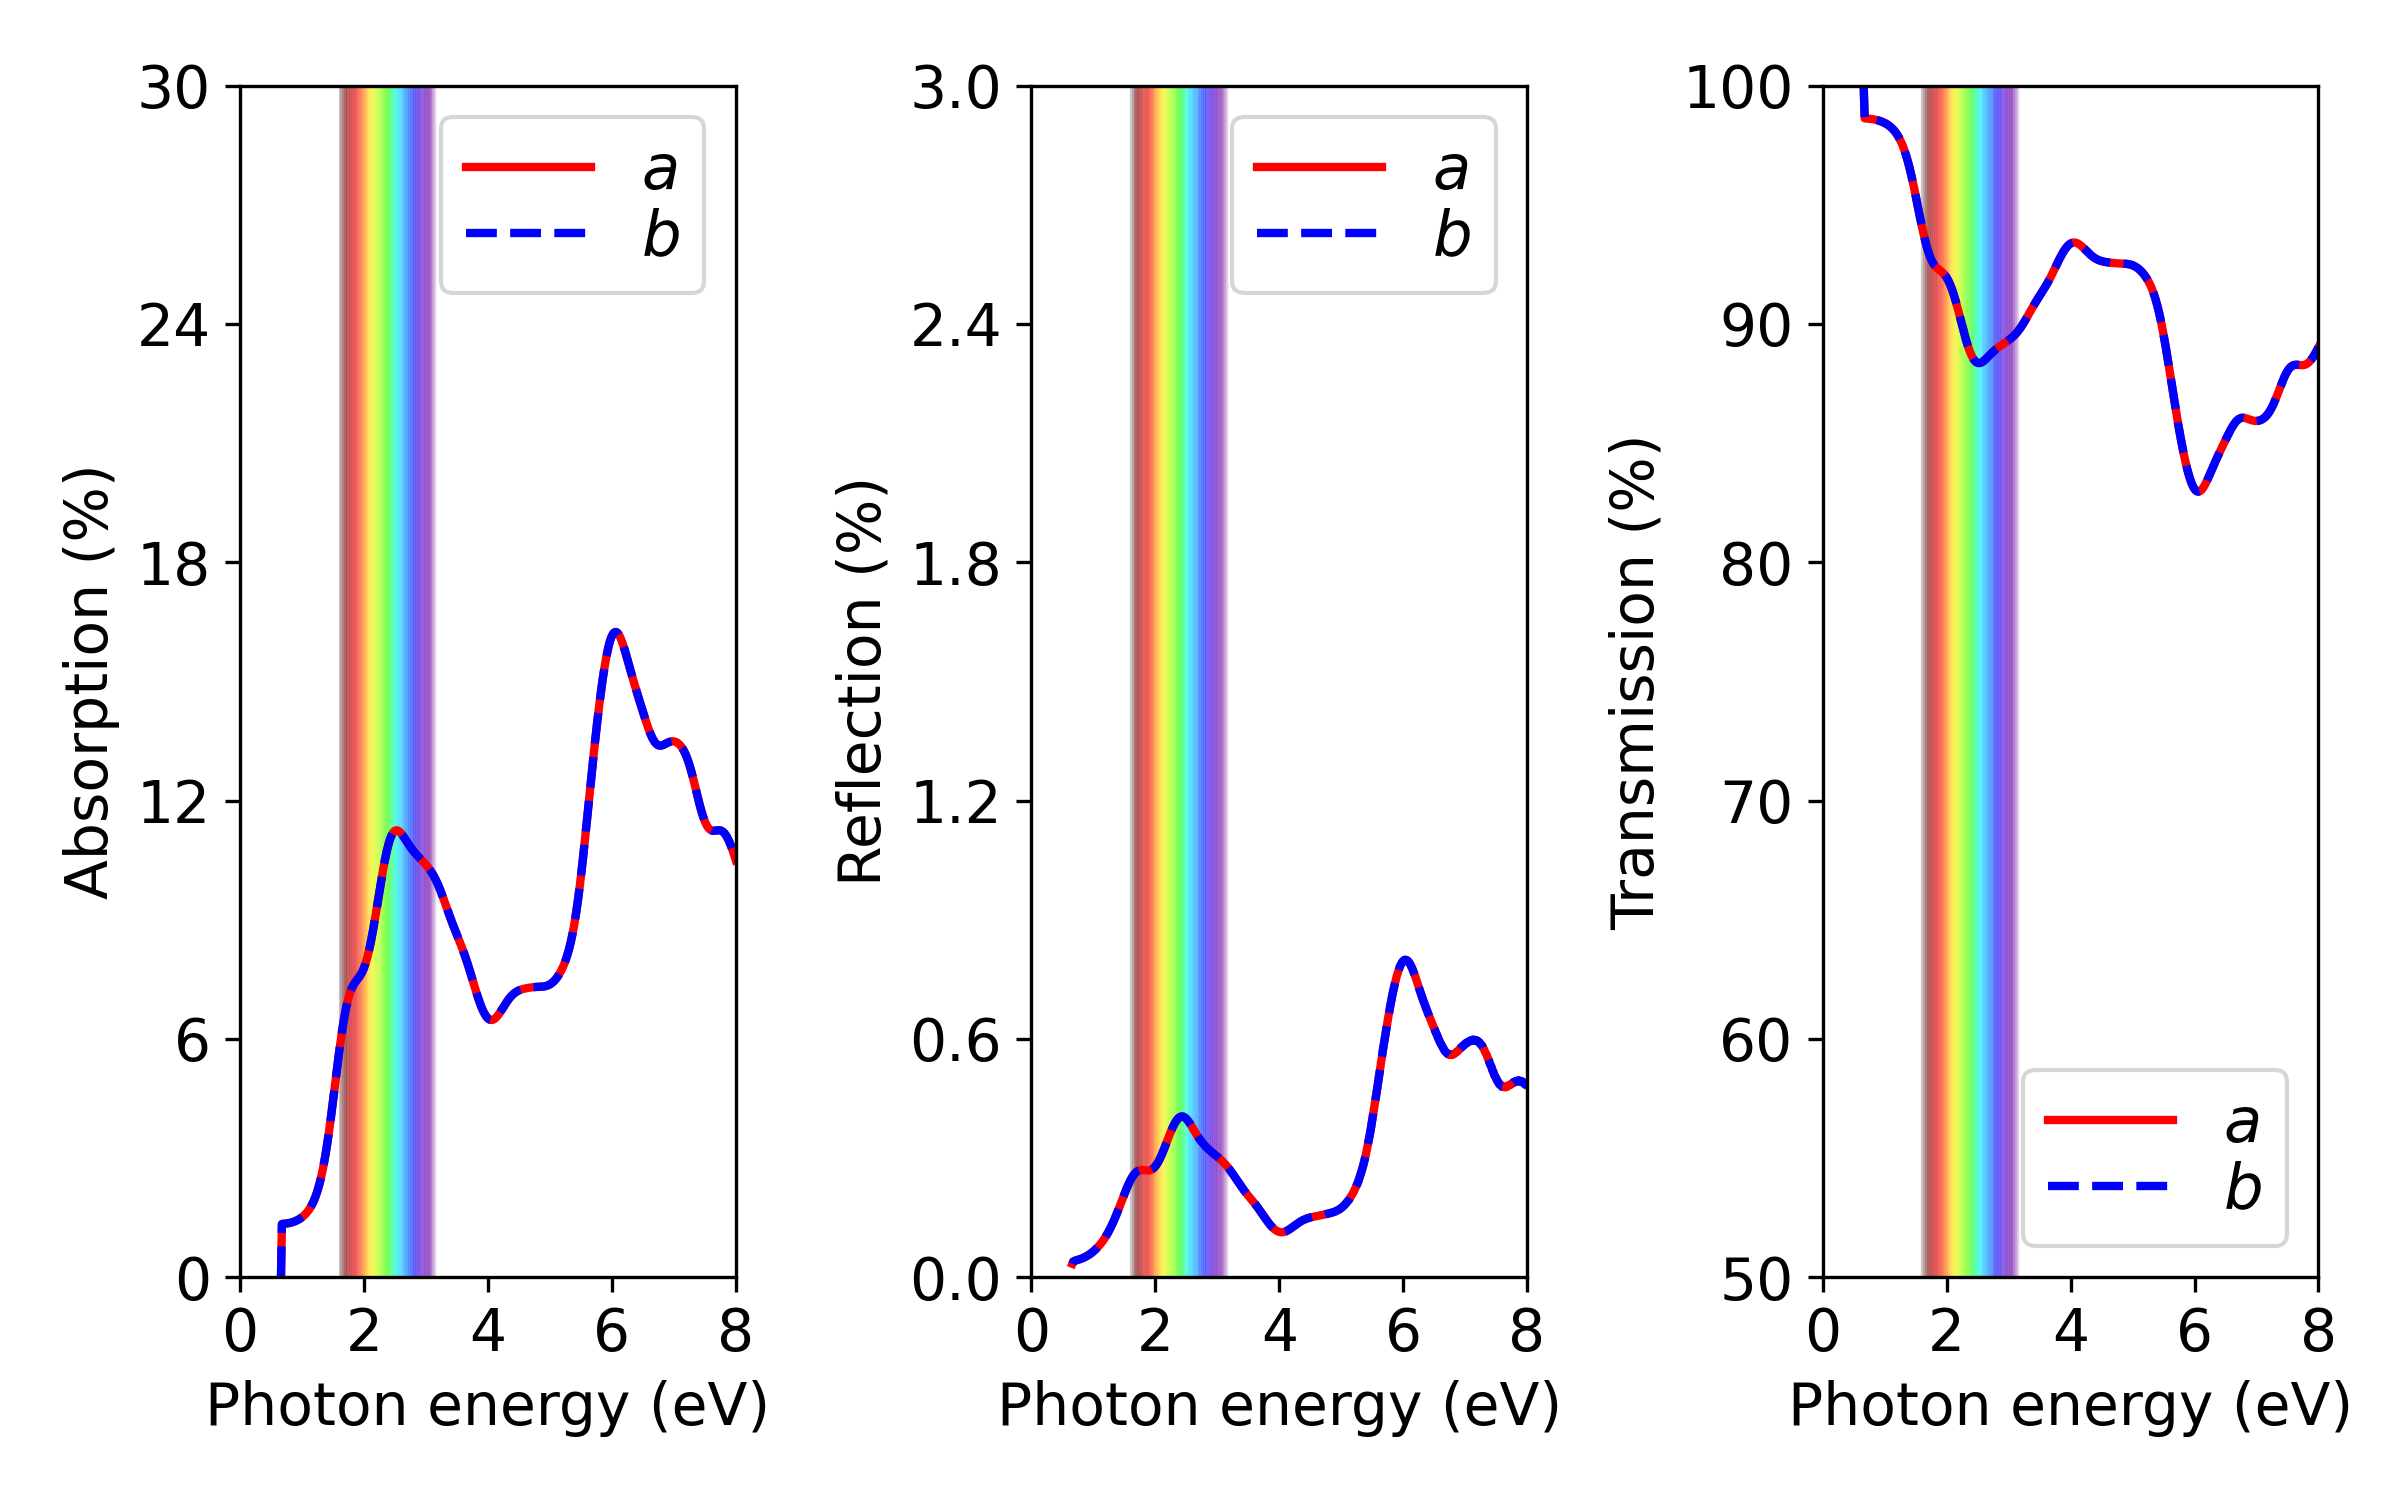 30
24
18
12
6
0
0 2 4 6 8
Absorption (%)
Photon energy (eV)
a
b
3.0
2.4
1.8
1.2
0.6
0.0
0 2 4 6 8
Reflection (%)
Photon energy (eV)
a
b
100
90
80
70
60
50
0 2 4 6 8
Transmission (%)
Photon energy (eV)
a
b